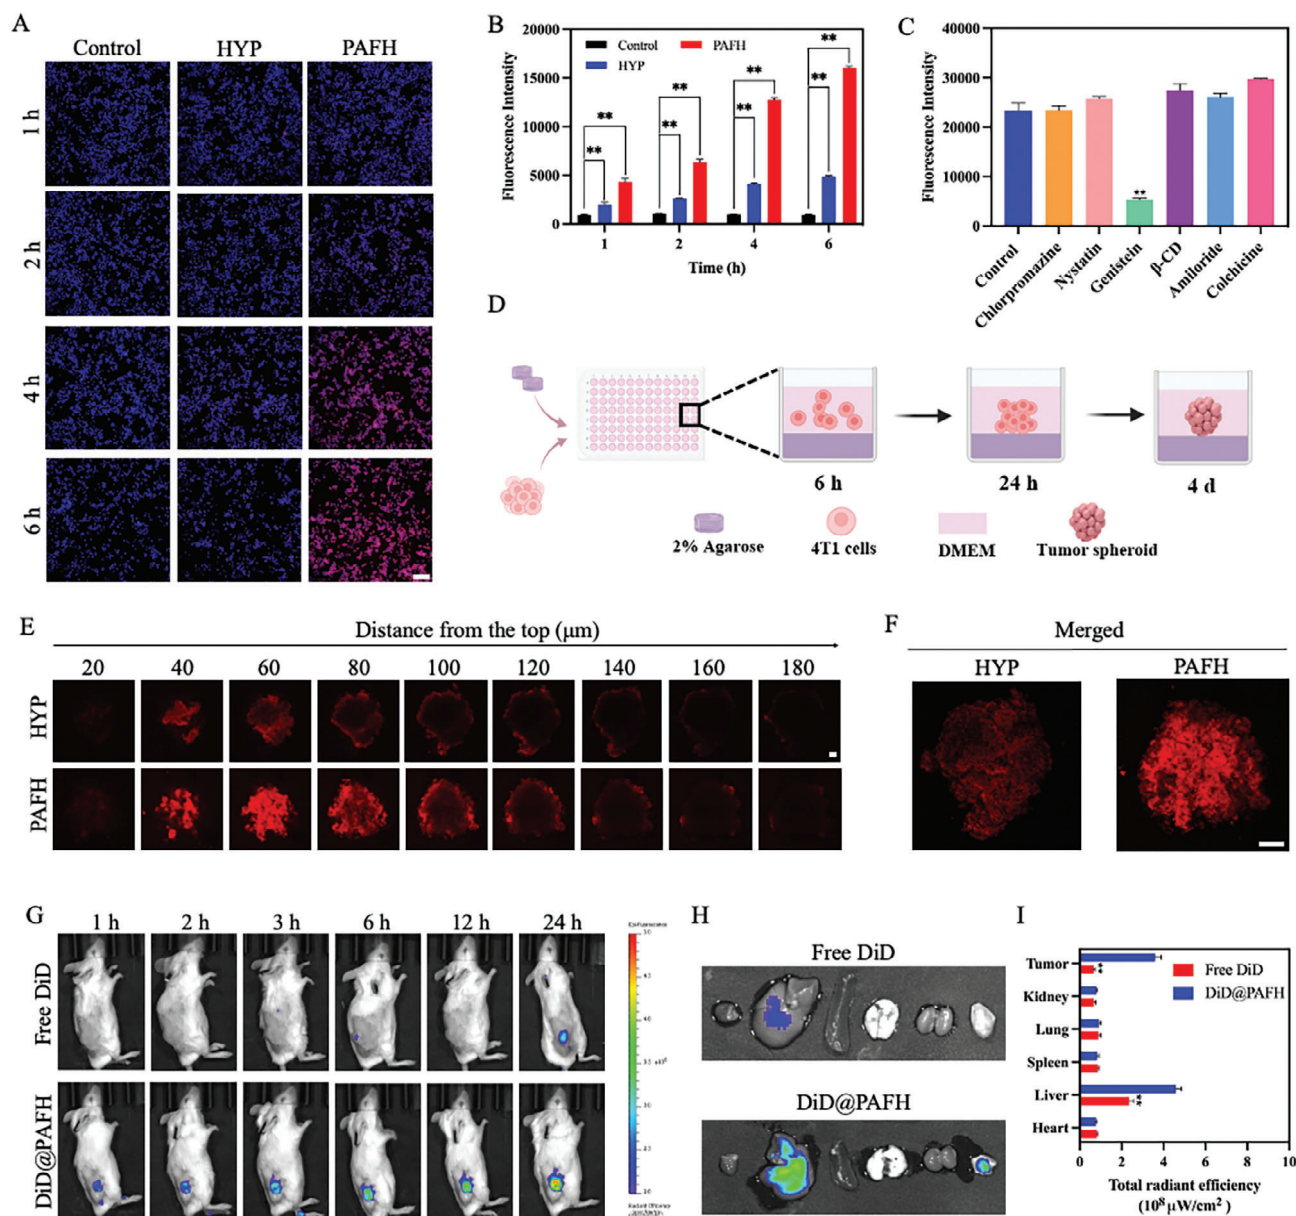 A
Control HYP PAFH
1 h
2 h
4 h
6 h
B
20000
15000
10000
5000
0
Fluorescence Intensity
Control PAFH
HYP
** ** ** ** ** ** ** **
1 2 4 6
Time (h)
C
40000
30000
20000
10000
0
Fluorescence Intensity
**
Control
Chlorpromazine
Nystatin
Genistein
β-CD
Amiloride
Colchicine
D
6 h 24 h 4 d
2% Agarose 4T1 cells DMEM Tumor spheroid
E
Distance from the top (μm)
20 40 60 80 100 120 140 160 180
HYP
PAFH
F
Merged
HYP PAFH
G
1 h 2 h 3 h 6 h 12 h 24 h
Free DiD
DiD@PAFH
Radiant Efficiency
H
Free DiD
DiD@PAFH
I
Tumor
Kidney
Lung
Spleen
Liver
Heart
Free DiD
DiD@PAFH
**
**
0 2 4 6 8 10
Total radiant efficiency
(10⁸ μW/cm²)